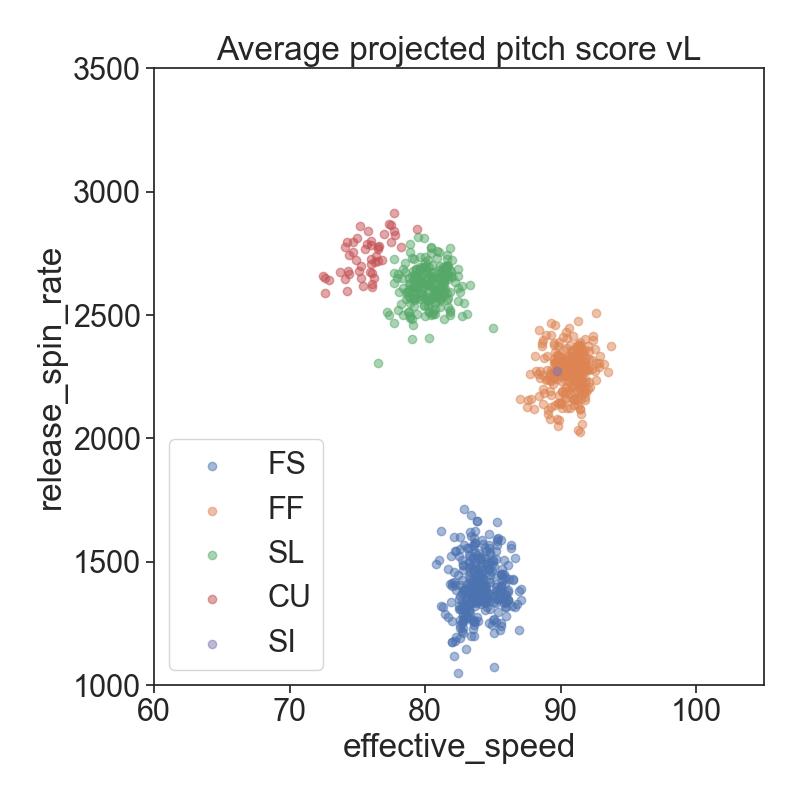 Average projected pitch score vL
3500
3000
2500
2000
1500
1000
release_spin_rate
FS
FF
SL
CU
SI
60
70
80
90
100
effective_speed